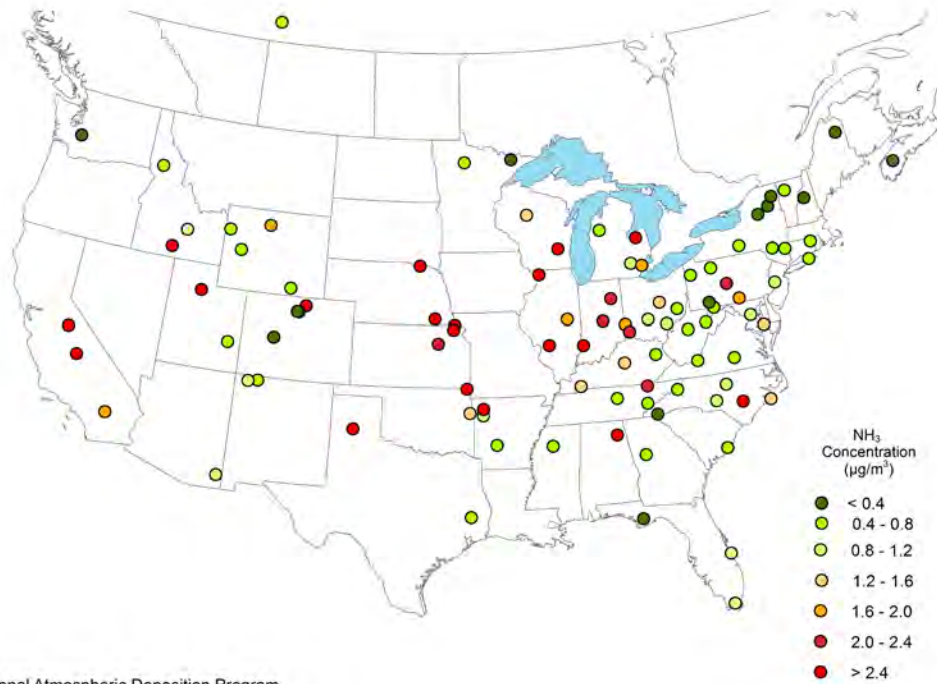 NH₃
Concentration
(µg/m³)
< 0.4
0.4 - 0.8
0.8 - 1.2
1.2 - 1.6
1.6 - 2.0
2.0 - 2.4
> 2.4
Atmospheric Deposition Program